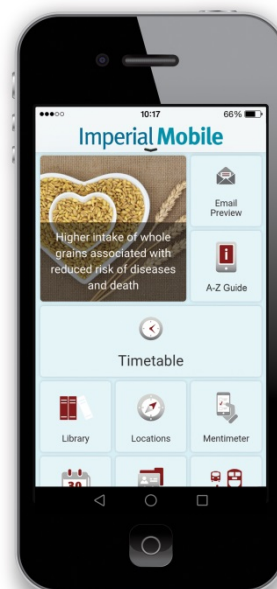 10:17
66%
Imperial Mobile
Higher intake of whole
grains associated with
reduced risk of diseases
and death
Email
Preview
A-Z Guide
Timetable
Library
Locations
Mentimeter
30